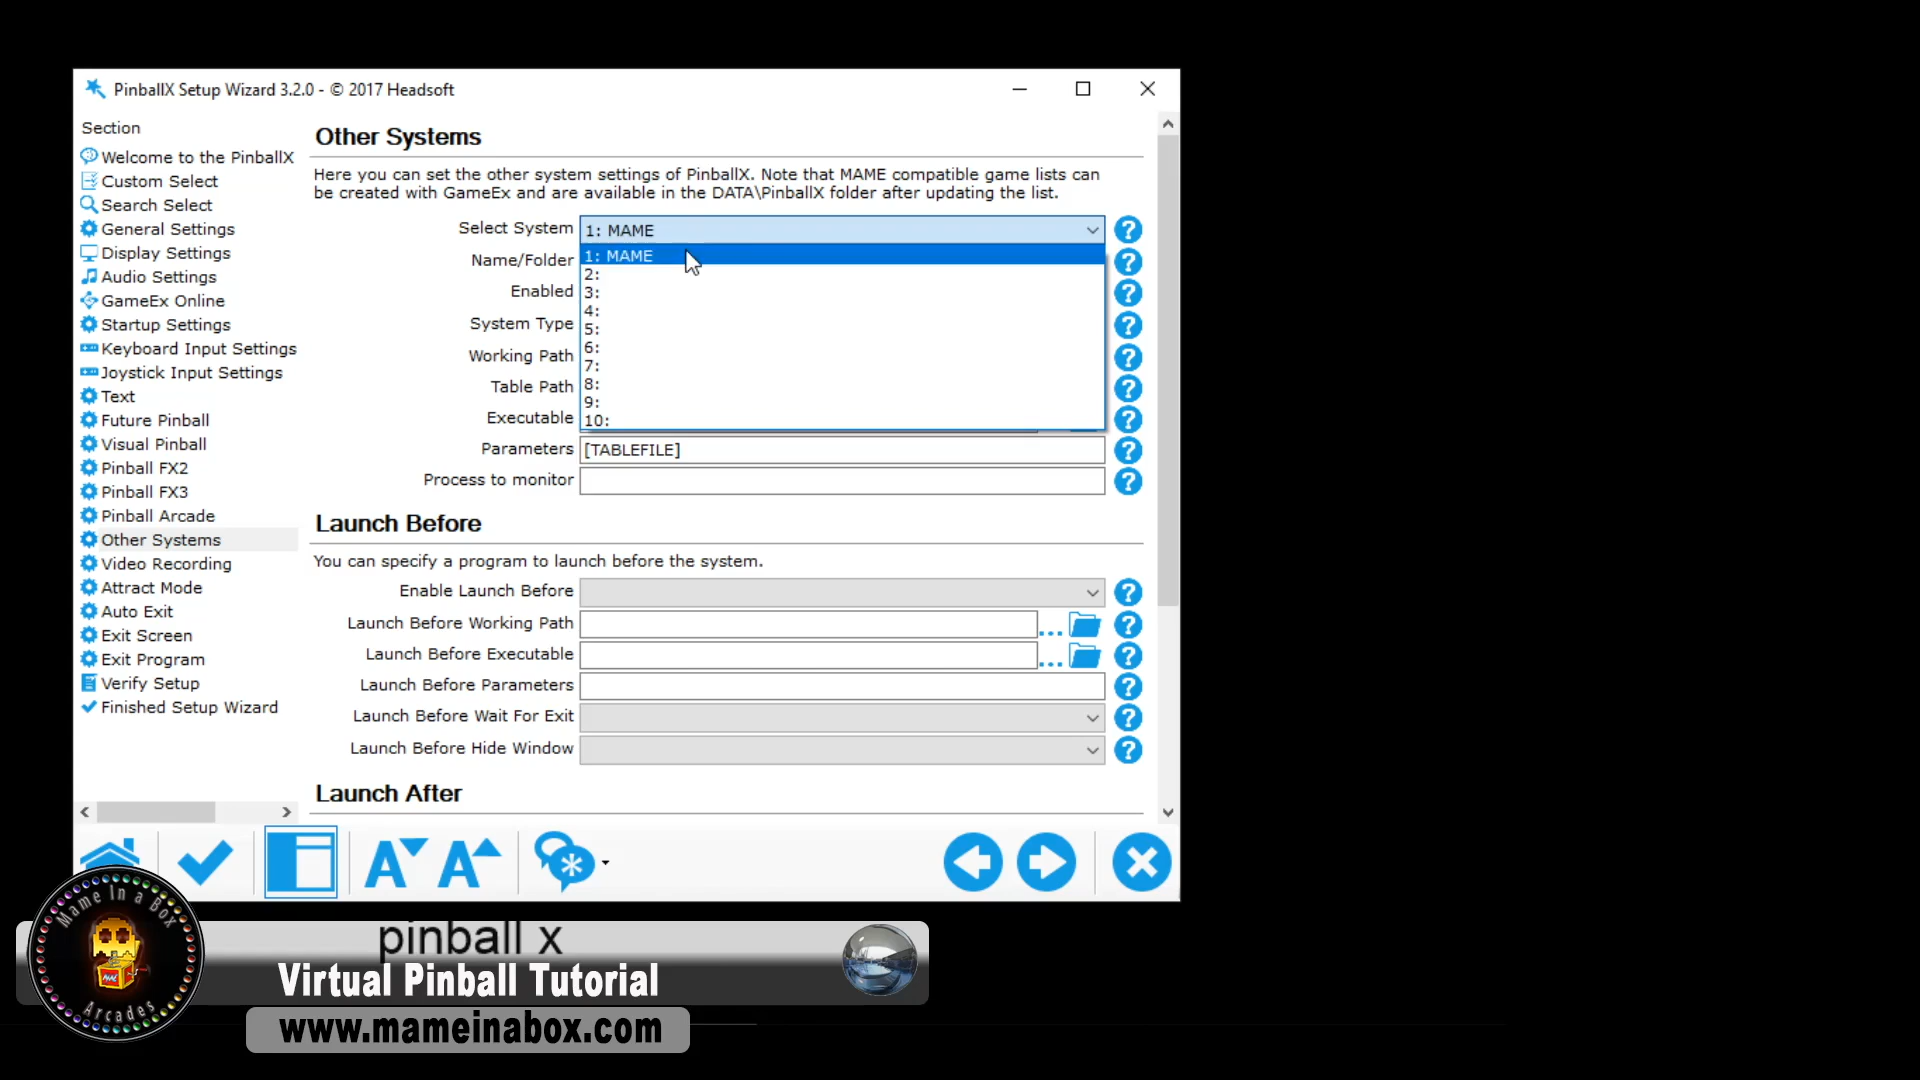 PinballX Setup Wizard 3.2.0 - © 2017 Headsoft
Section
Welcome to the PinballX
Custom Select
Search Select
General Settings
Display Settings
Audio Settings
GameEx Online
Startup Settings
Keyboard Input Settings
Joystick Input Settings
Text
Future Pinball
Visual Pinball
Pinball FX2
Pinball FX3
Pinball Arcade
Other Systems
Video Recording
Attract Mode
Auto Exit
Exit Screen
Exit Program
Verify Setup
Finished Setup Wizard
Other Systems
Here you can set the other system settings of PinballX. Note that MAME compatible game lists can
be created with GameEx and are available in the DATA\PinballX folder after updating the list.
Select System 1: MAME
1: MAME
2:
3:
4:
5:
6:
7:
8:
9:
10:
Name/Folder
Enabled
System Type
Working Path
Table Path
Executable
Parameters [TABLEFILE]
Process to monitor
Launch Before
You can specify a program to launch before the system.
Enable Launch Before
Launch Before Working Path ...
Launch Before Executable ...
Launch Before Parameters
Launch Before Wait For Exit
Launch Before Hide Window
Launch After
A A
Mame In a Box
Arcades
pinball x
Virtual Pinball Tutorial
www.mameinabox.com